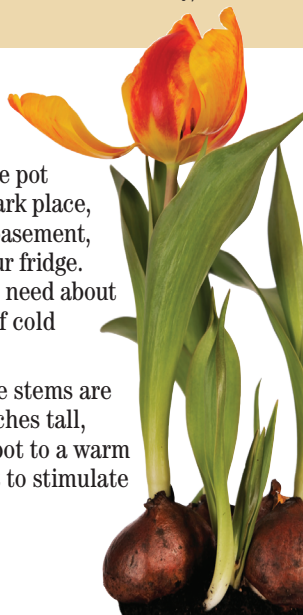 e pot
ark place,
asement,
ur fridge.
need about
f cold
e stems are
ches tall,
oot to a warm
to stimulate